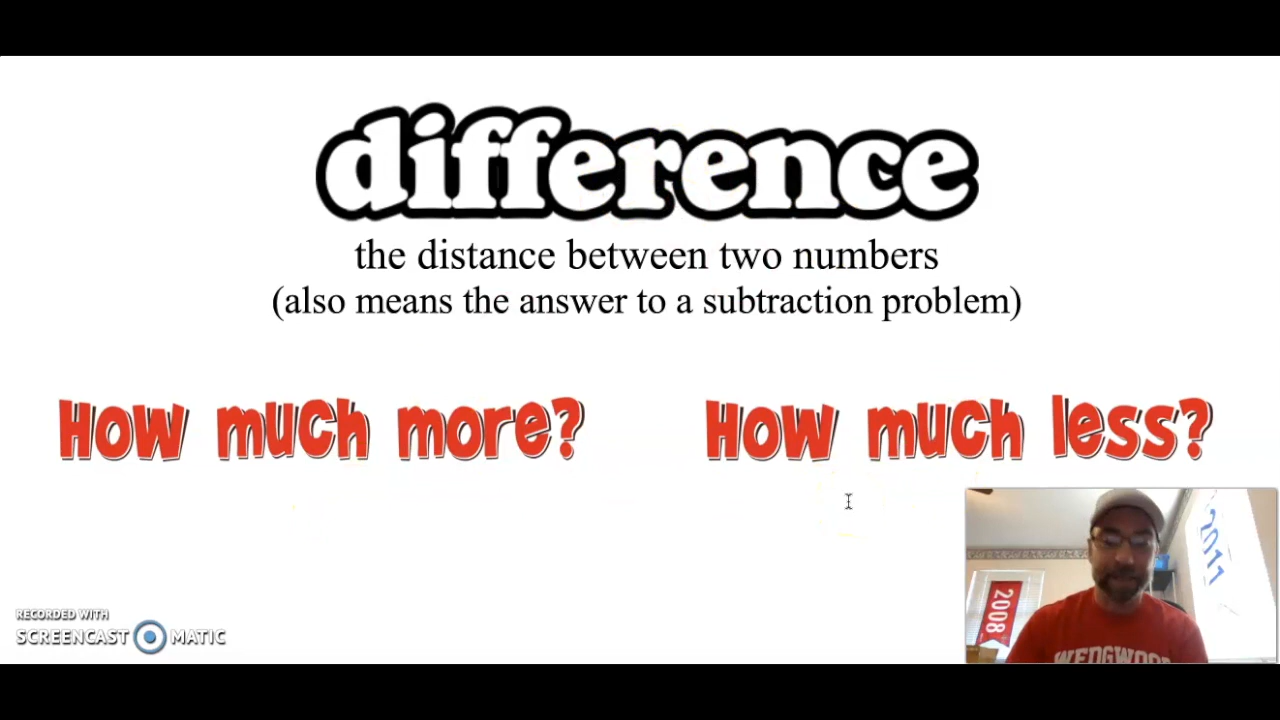 difference
the distance between two numbers
(also means the answer to a subtraction problem)
How much more? How much less?
2011
2008
WEDGWOOD
RECORDED WITH
SCREENCAST MATIC